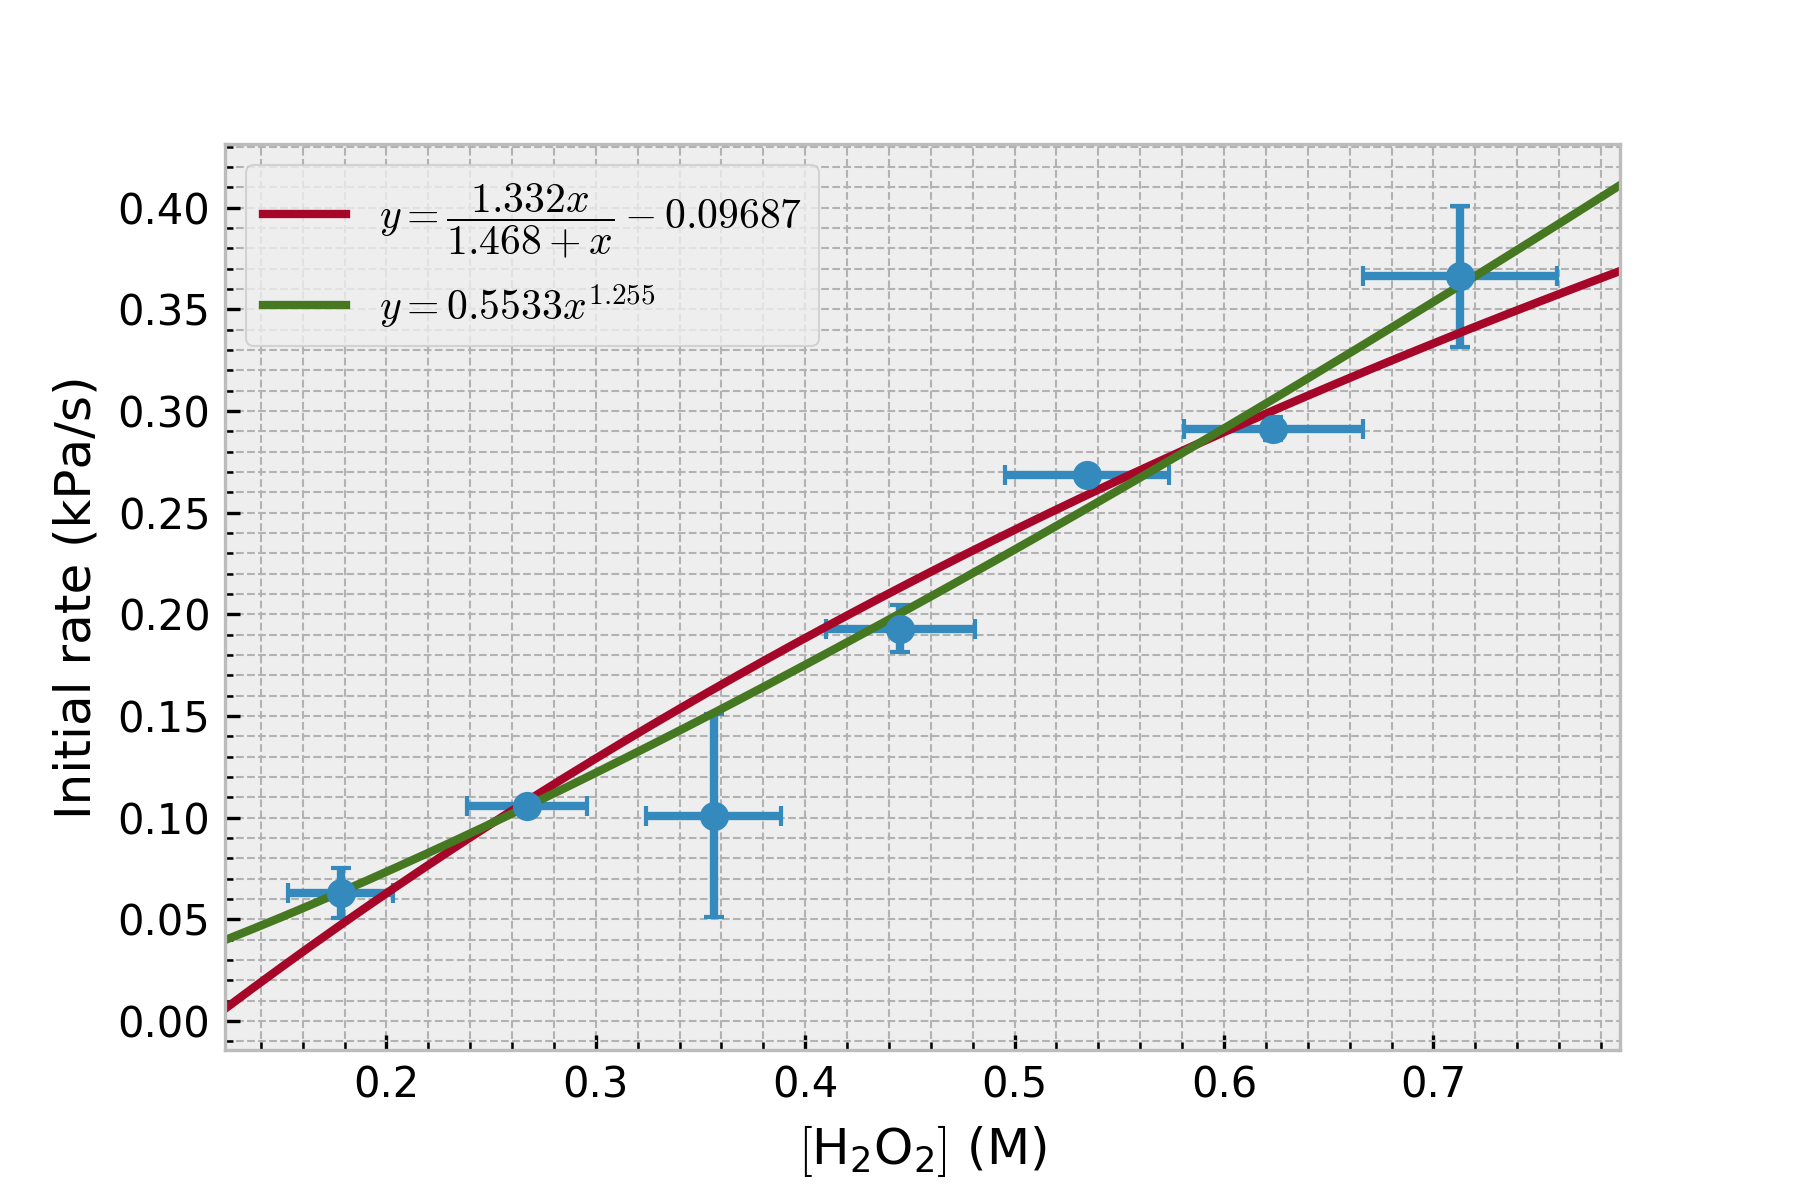 y = 1.332x / (1.468 + x) − 0.09687
y = 0.5533x^1.255
Initial rate (kPa/s)
0.40
0.35
0.30
0.25
0.20
0.15
0.10
0.05
0.00
0.2 0.3 0.4 0.5 0.6 0.7
[H₂O₂] (M)